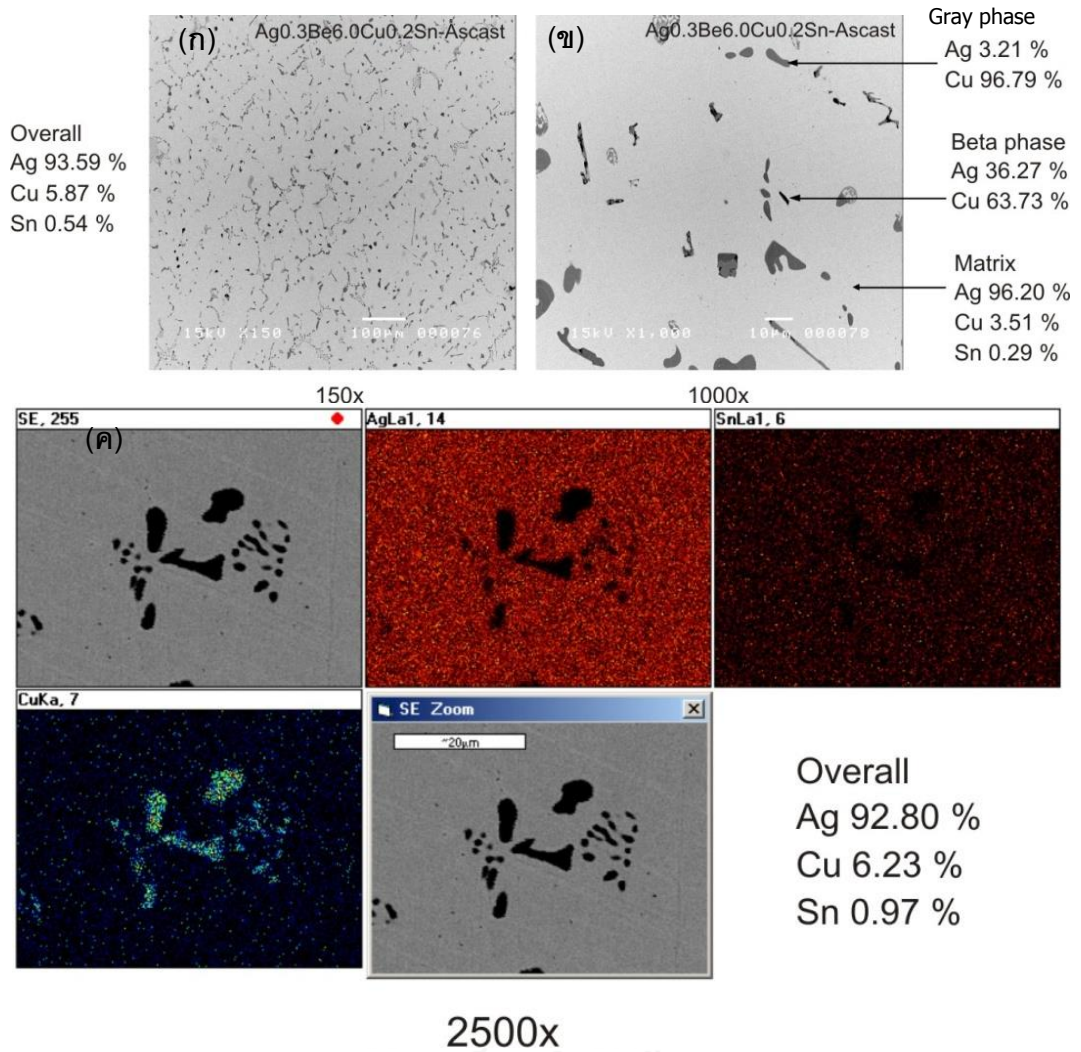 (ก)
Ag0.3Be6.0Cu0.2Sn-Ascast
15kV X150 100µm 000076
150x
Overall
Ag 93.59 %
Cu 5.87 %
Sn 0.54 %
(ข)
Ag0.3Be6.0Cu0.2Sn-Ascast
15kV X1,000 10µm 000078
1000x
Gray phase
Ag 3.21 %
Cu 96.79 %
Beta phase
Ag 36.27 %
Cu 63.73 %
Matrix
Ag 96.20 %
Cu 3.51 %
Sn 0.29 %
SE, 255
(ค)
AgLa1, 14
SnLa1, 6
CuKa, 7
SE Zoom
~20µm
Overall
Ag 92.80 %
Cu 6.23 %
Sn 0.97 %
2500x